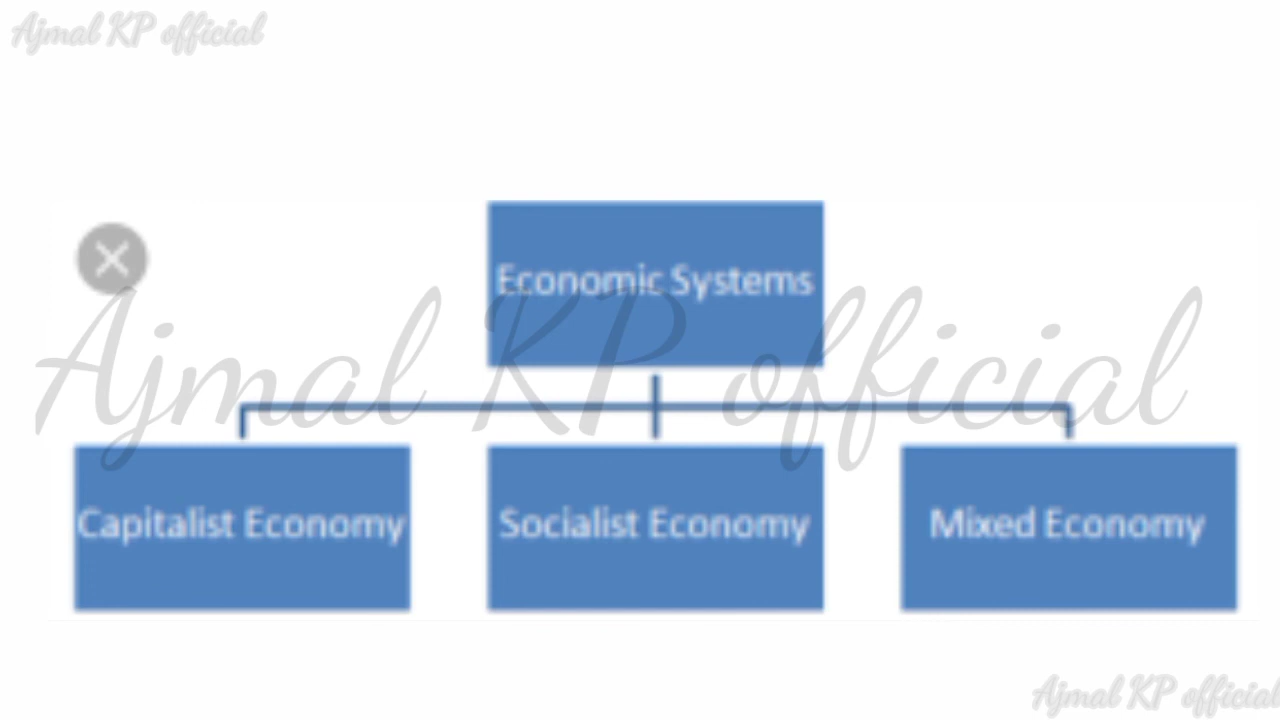 Ajmal KP official
Economic Systems
Ajmal KP official
Capitalist Economy
Socialist Economy
Mixed Economy
Ajmal KP official